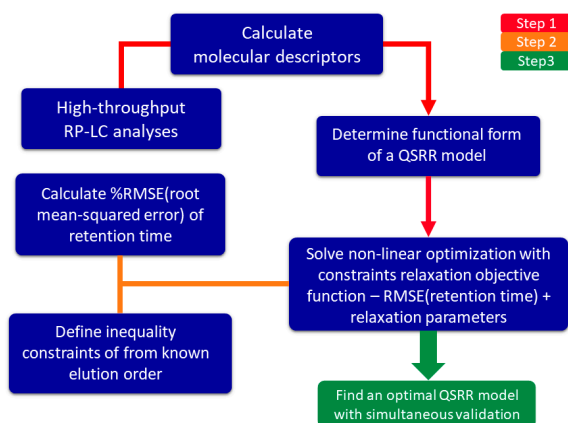 Calculate
molecular descriptors
Step 1
Step 2
Step3
High-throughput
RP-LC analyses
Determine functional form
of a QSRR model
Calculate %RMSE(root
mean-squared error) of
retention time
Solve non-linear optimization with
constraints relaxation objective
function – RMSE(retention time) +
relaxation parameters
Define inequality
constraints of from known
elution order
Find an optimal QSRR model
with simultaneous validation